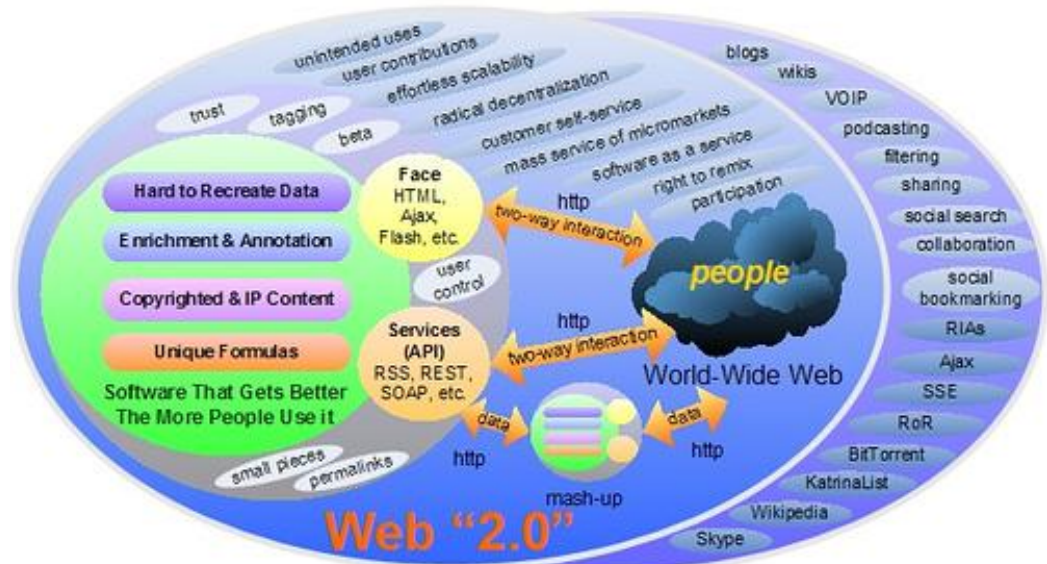 unintended uses
user contributions
effortless scalability
radical decentralization
customer self-service
mass service of micromarkets
software as a service
right to remix
participation
trust
tagging
beta
Hard to Recreate Data
Enrichment & Annotation
Copyrighted & IP Content
Unique Formulas
Software That Gets Better
The More People Use it
Face
HTML,
Ajax,
Flash, etc.
user
control
Services
(API)
RSS, REST,
SOAP, etc.
http
two-way interaction
http
two-way interaction
people
World-Wide Web
data
http
data
http
mash-up
small pieces
permalinks
Web “2.0”
blogs
wikis
VOIP
podcasting
filtering
sharing
social search
collaboration
social
bookmarking
RIAs
Ajax
SSE
RoR
BitTorrent
KatrinaList
Wikipedia
Skype